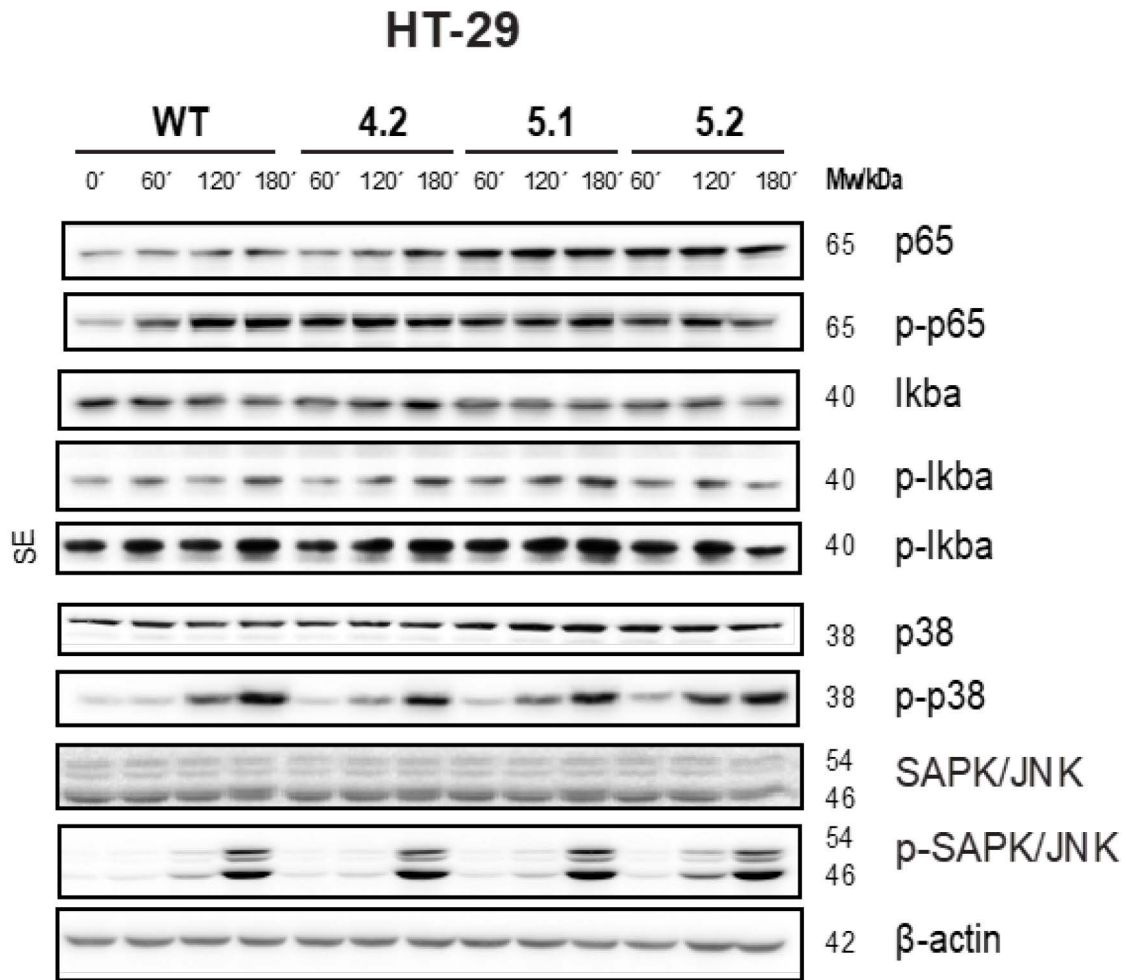 HT-29
WT 4.2 5.1 5.2
0´ 60´ 120´ 180´ 60´ 120´ 180´ 60´ 120´ 180´ 60´ 120´ 180´ Mw/kDa
65 p65
65 p-p65
40 Ikba
40 p-Ikba
SE 40 p-Ikba
38 p38
38 p-p38
54
SAPK/JNK
46
54
p-SAPK/JNK
46
42 β-actin